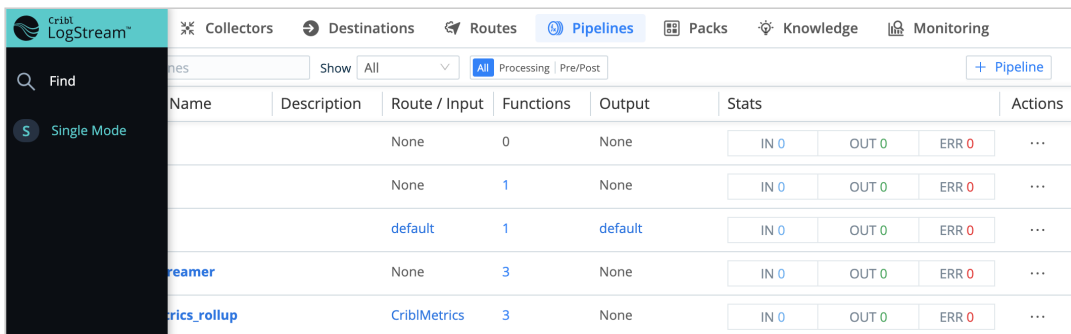 Cribl
LogStream™
Collectors Destinations Routes Pipelines Packs Knowledge Monitoring
Find
nes Show All All Processing Pre/Post + Pipeline
Name Description Route / Input Functions Output Stats Actions
S Single Mode
None 0 None IN 0 OUT 0 ERR 0 ...
None 1 None IN 0 OUT 0 ERR 0 ...
default 1 default IN 0 OUT 0 ERR 0 ...
reamer None 3 None IN 0 OUT 0 ERR 0 ...
trics_rollup CriblMetrics 3 None IN 0 OUT 0 ERR 0 ...